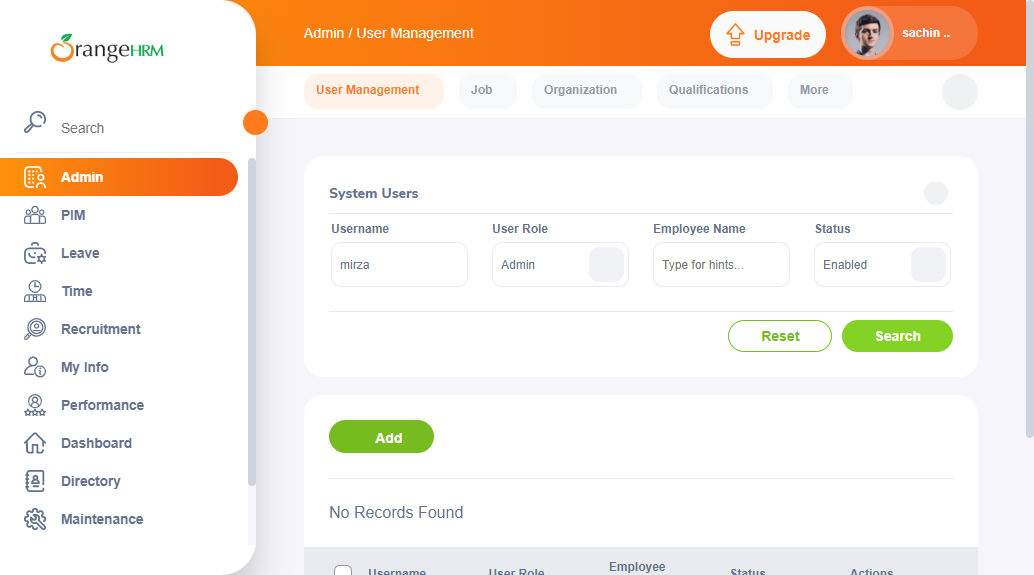 OrangeHRM
Search
Admin
PIM
Leave
Time
Recruitment
My Info
Performance
Dashboard
Directory
Maintenance
Admin / User Management
Upgrade
sachin ..
User Management
Job
Organization
Qualifications
More
System Users
Username
User Role
Employee Name
Status
mirza
Admin
Type for hints...
Enabled
Reset
Search
Add
No Records Found
Username
User Role
Employee
Status
Actions